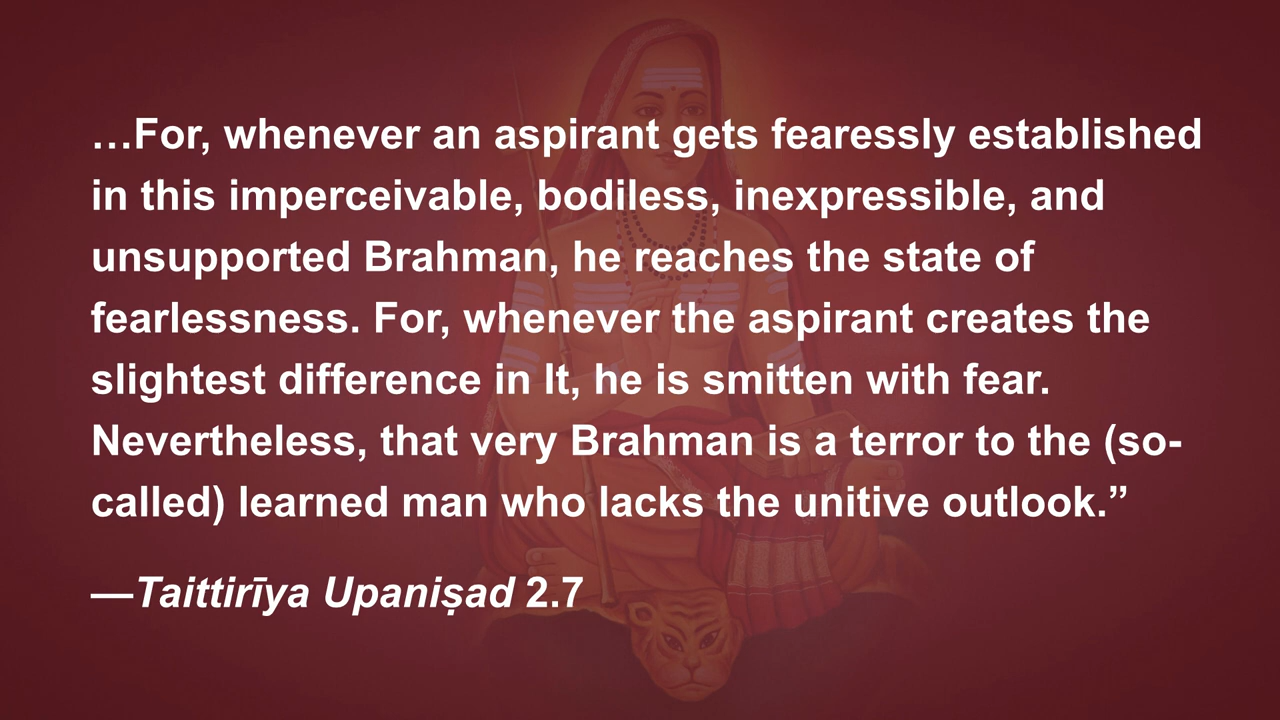 …For, whenever an aspirant gets fearessly established
in this imperceivable, bodiless, inexpressible, and
unsupported Brahman, he reaches the state of
fearlessness. For, whenever the aspirant creates the
slightest difference in It, he is smitten with fear.
Nevertheless, that very Brahman is a terror to the (so-
called) learned man who lacks the unitive outlook.”
—Taittirīya Upaniṣad 2.7